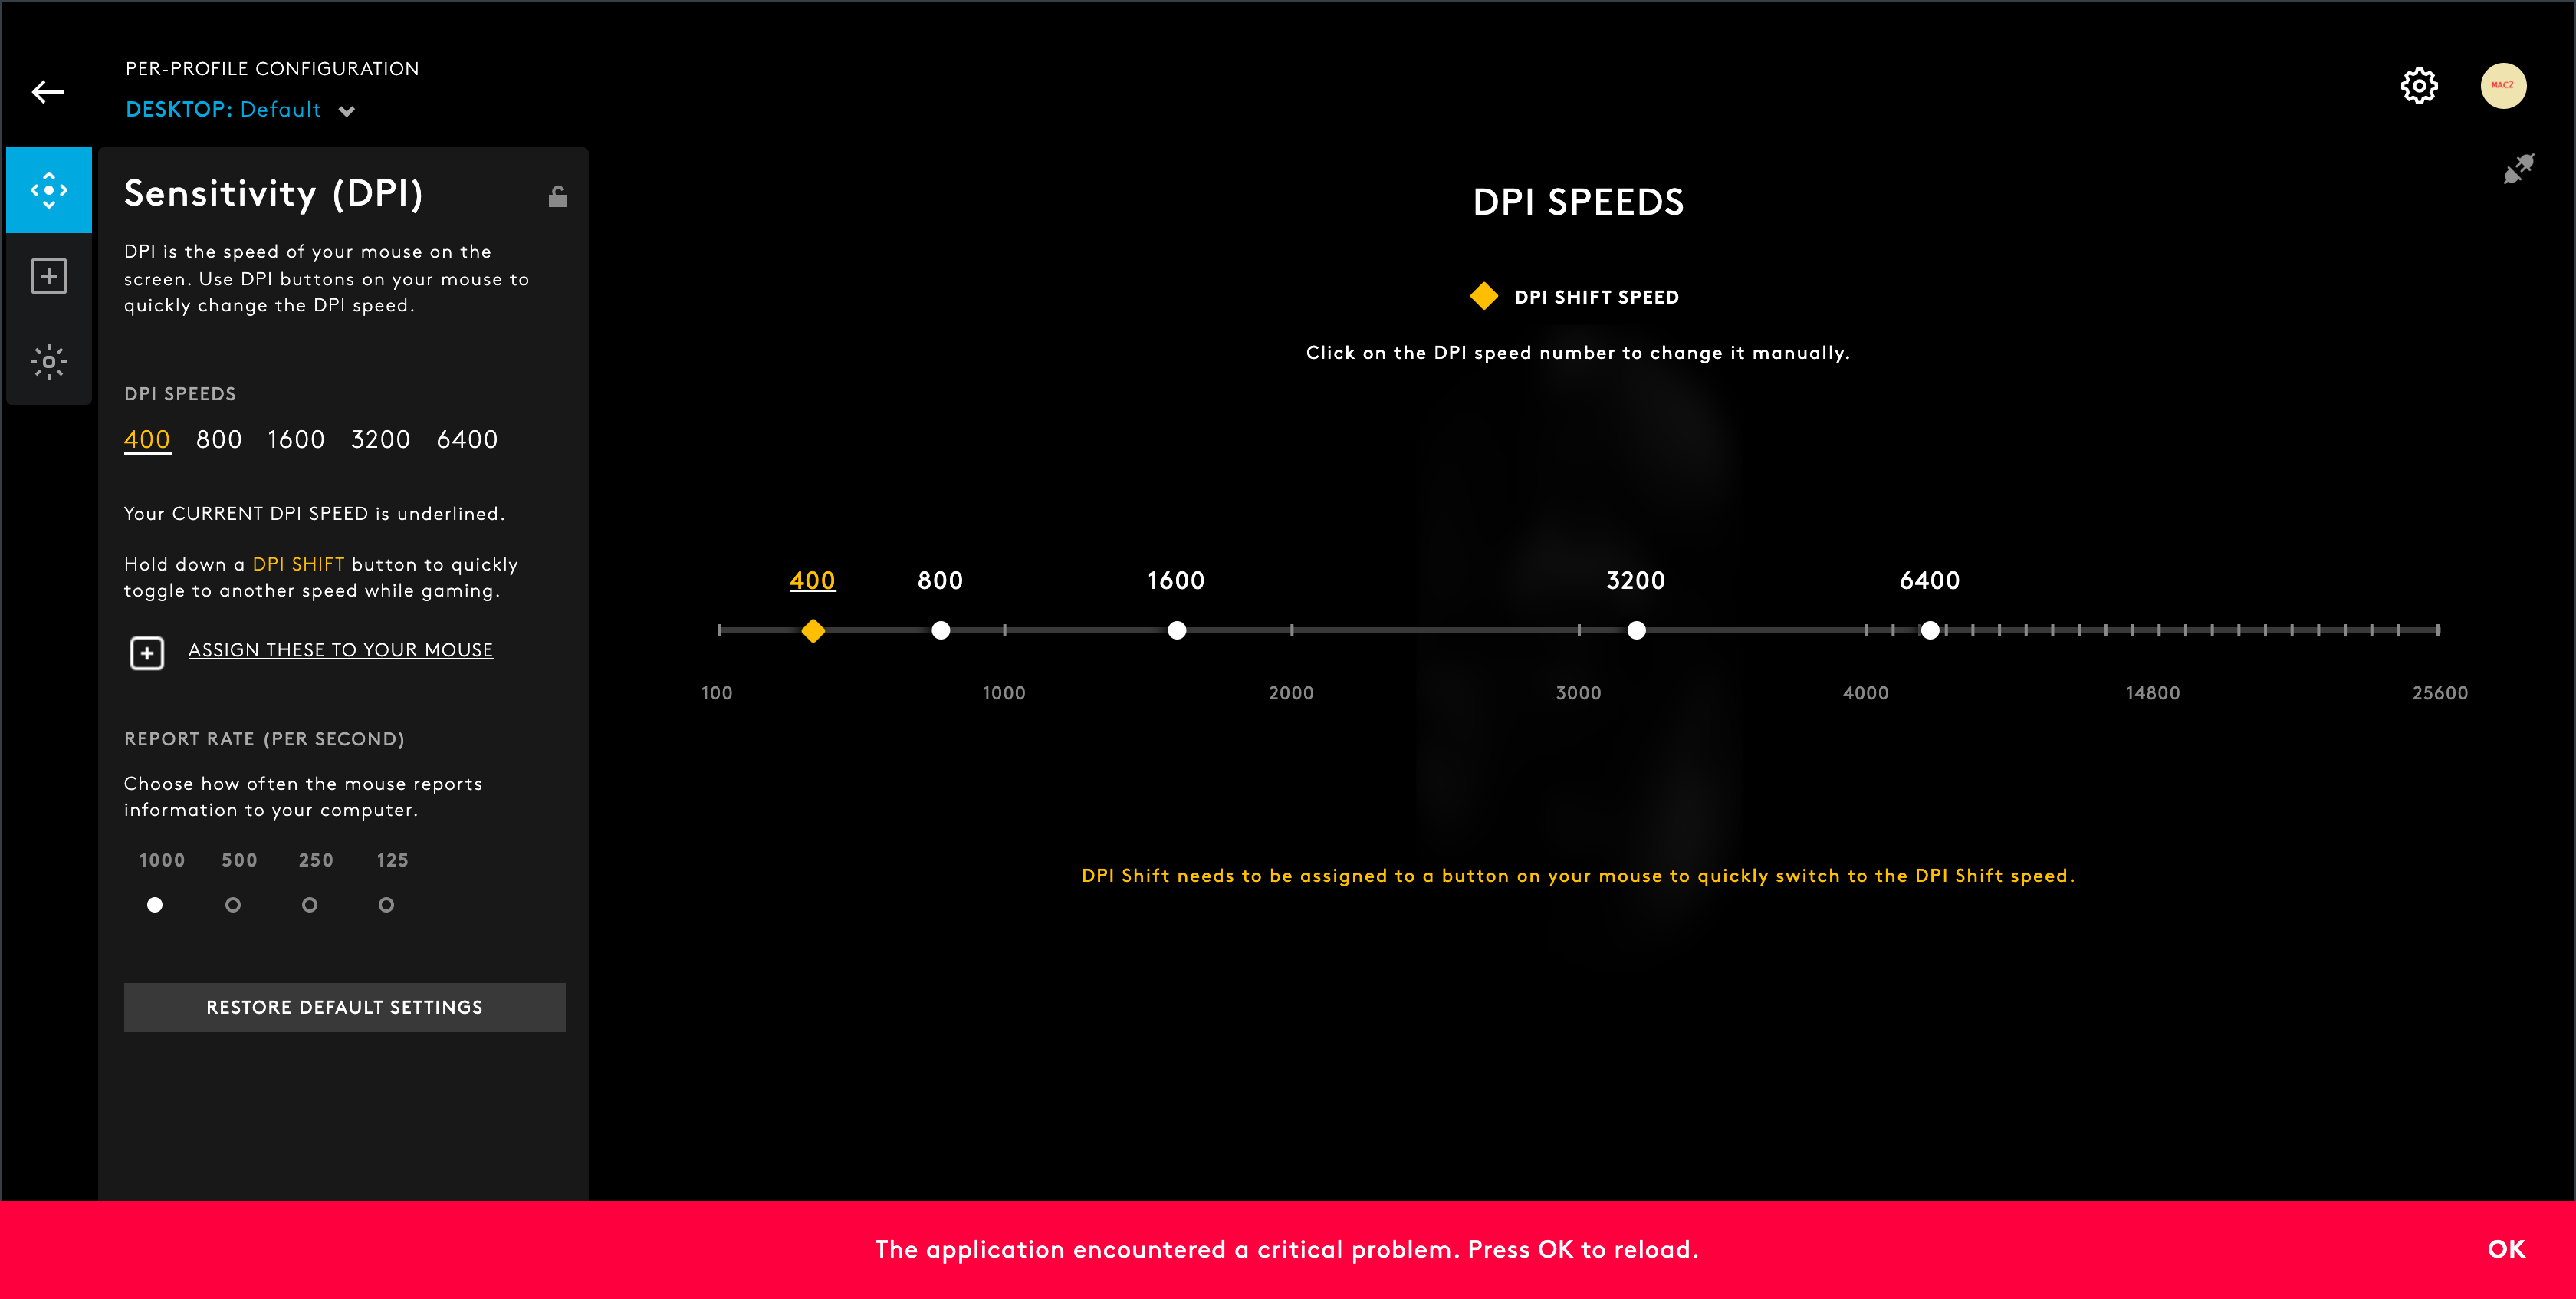 PER-PROFILE CONFIGURATION
DESKTOP: Default
MAC2
Sensitivity (DPI)
DPI is the speed of your mouse on the
screen. Use DPI buttons on your mouse to
quickly change the DPI speed.
DPI SPEEDS
400 800 1600 3200 6400
Your CURRENT DPI SPEED is underlined.
Hold down a DPI SHIFT button to quickly
toggle to another speed while gaming.
ASSIGN THESE TO YOUR MOUSE
REPORT RATE (PER SECOND)
Choose how often the mouse reports
information to your computer.
1000 500 250 125
RESTORE DEFAULT SETTINGS
DPI SPEEDS
DPI SHIFT SPEED
Click on the DPI speed number to change it manually.
400 800 1600 3200 6400
100 1000 2000 3000 4000 14800 25600
DPI Shift needs to be assigned to a button on your mouse to quickly switch to the DPI Shift speed.
The application encountered a critical problem. Press OK to reload.
OK